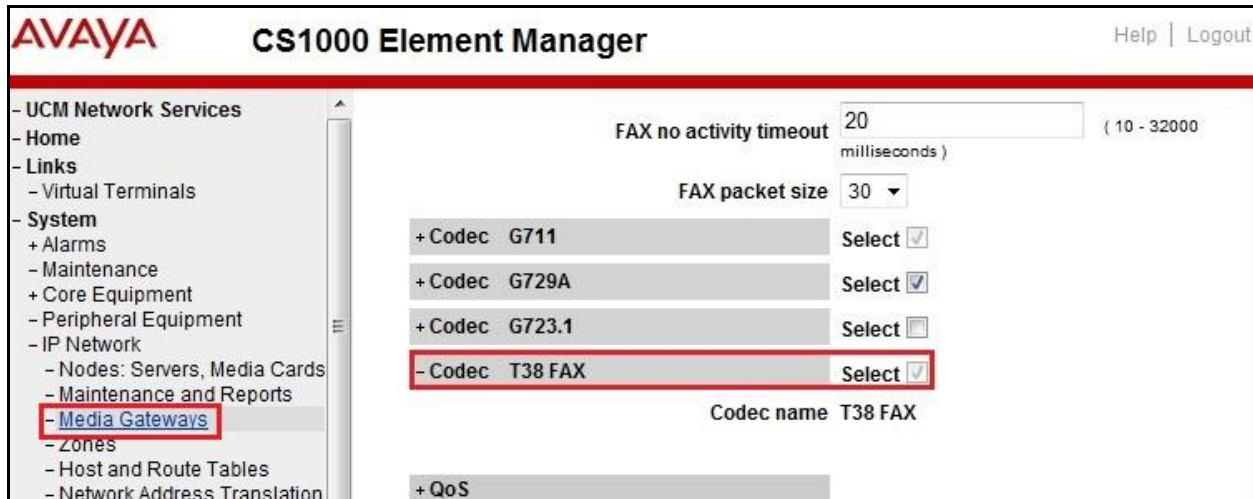 AVAYA
CS1000 Element Manager
Help | Logout
- UCM Network Services
- Home
- Links
- Virtual Terminals
- System
+ Alarms
- Maintenance
+ Core Equipment
- Peripheral Equipment
- IP Network
- Nodes: Servers, Media Cards
- Maintenance and Reports
- Media Gateways
- Zones
- Host and Route Tables
- Network Address Translation
FAX no activity timeout 20 ( 10 - 32000
milliseconds )
FAX packet size 30
+ Codec G711 Select
+ Codec G729A Select
+ Codec G723.1 Select
- Codec T38 FAX Select
Codec name T38 FAX
+ QoS